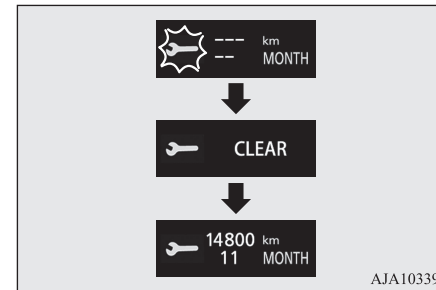 --- km
-- MONTH
CLEAR
14800 km
11 MONTH
AJA10339